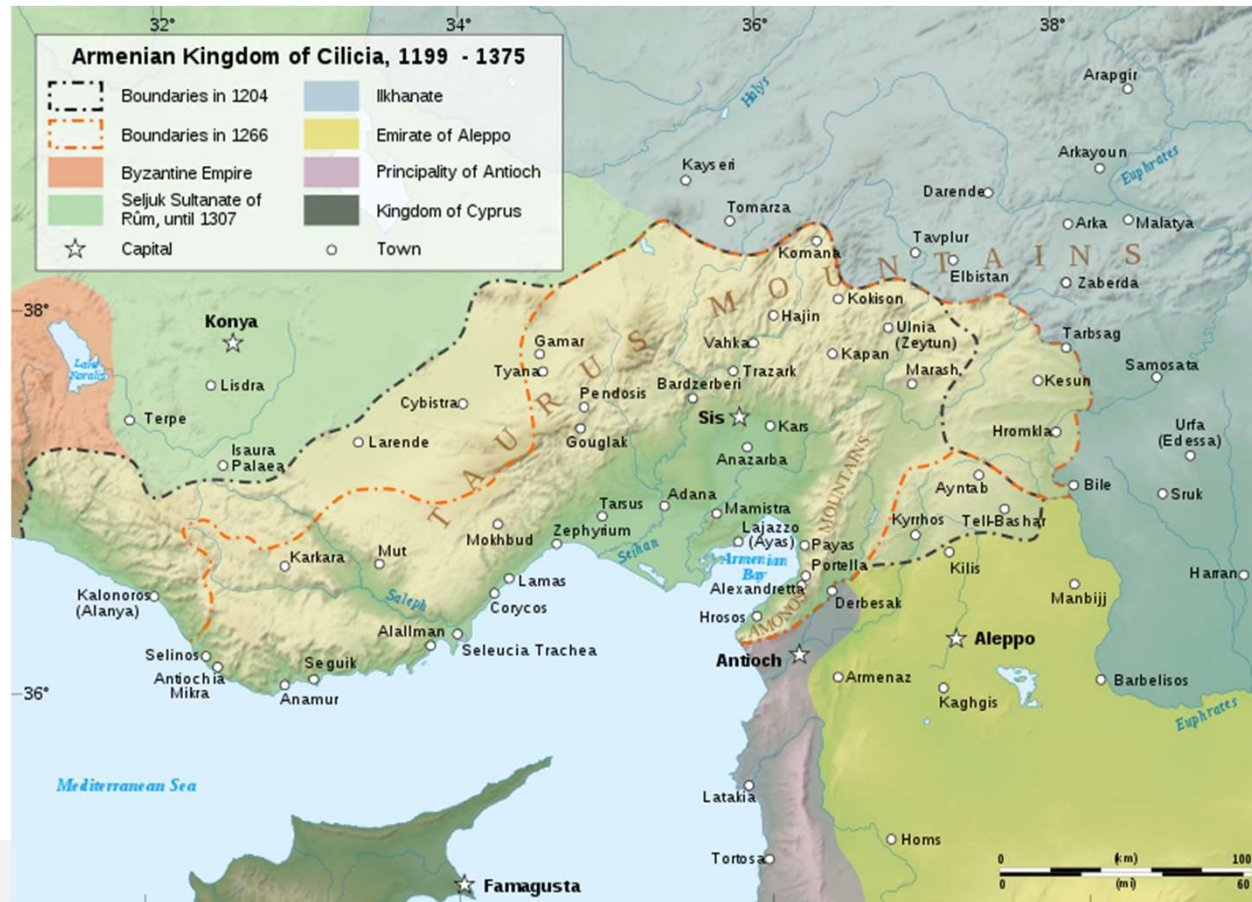 32°
34°
36°
38°
Armenian Kingdom of Cilicia, 1199 - 1375
Boundaries in 1204
Ilkhanate
Boundaries in 1266
Emirate of Aleppo
Byzantine Empire
Principality of Antioch
Seljuk Sultanate of
Rûm, until 1307
Kingdom of Cyprus
Capital
Town
Halys
Arapgir
Arkayoun
Euphrates
Kayseri
Darende
Tomarza
Arka
Malatya
Komana
Tavplur
Elbistan
TAURUS MOUNTAINS
Zaberda
38°
Konya
Kokison
Hajin
Ulnia
(Zeytun)
Tarbsag
Gamar
Vahka
Kapan
Samosata
Lisdra
Tyana
Trazark
Marash.
Kesun
Bardzerberi
Cybistra
Pendosis
Terpe
Sis
Kars
Urfa
(Edessa)
Larende
Gouglak
Hromkla
Isaura
Palaea
Anazarba
Ayntab
Bile
Sruk
Tarsus
Adana
Mamistra
MOUNTAINS
Tell-Bashar
Zephyrium
Kyrrhos
Mokhbud
Lajazzo
(Ayas)
Seihan
Armenian
Bay
Payas
Kilis
Karkara
Mut
Portella
Harran
Lamas
Alexandretta
Manbijj
Kalonoros
(Alanya)
Saleph
Corycos
Derbesak
Hrosos
AMONOS
Alallman
Seleucia Trachea
Aleppo
Selinos
Seguik
Antioch
Antiochia
Mikra
Anamur
Armenaz
Kaghgis
Barbelisos
36°
Euphrates
Mediterranean Sea
Latakia
Homs
Tortosa
Famagusta
0
(km)
100
0
(mi)
60